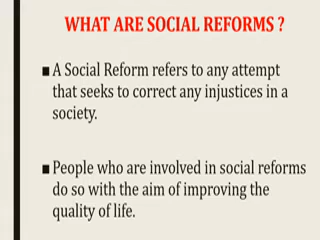 WHAT ARE SOCIAL REFORMS ?
■ A Social Reform refers to any attempt
that seeks to correct any injustices in a
society.
■ People who are involved in social reforms
do so with the aim of improving the
quality of life.